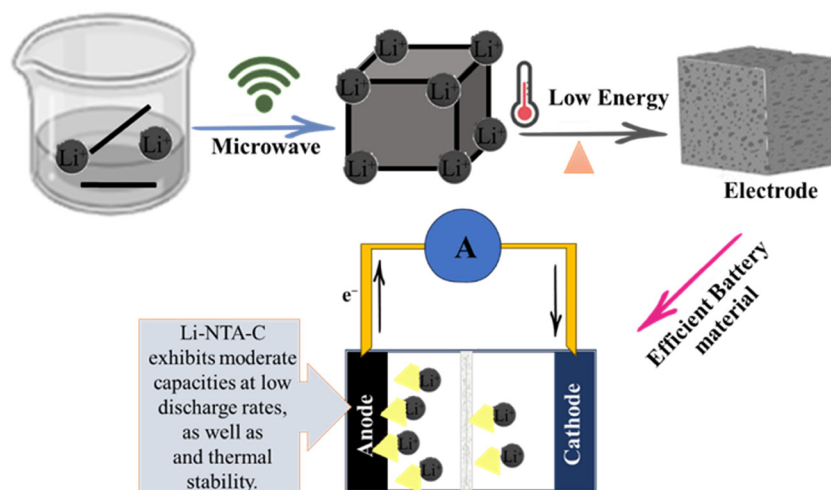 Li⁺
Li⁺
Microwave
Li⁺
Li⁺
Li⁺
Li⁺
Li⁺
Li⁺
Li⁺
Low Energy
Electrode
Efficient Battery
material
A
e⁻
Li-NTA-C
exhibits moderate
capacities at low
discharge rates,
as well as
and thermal
stability.
Anode
Li⁺
Li⁺
Li⁺
Li⁺
Li⁺
Li⁺
Cathode